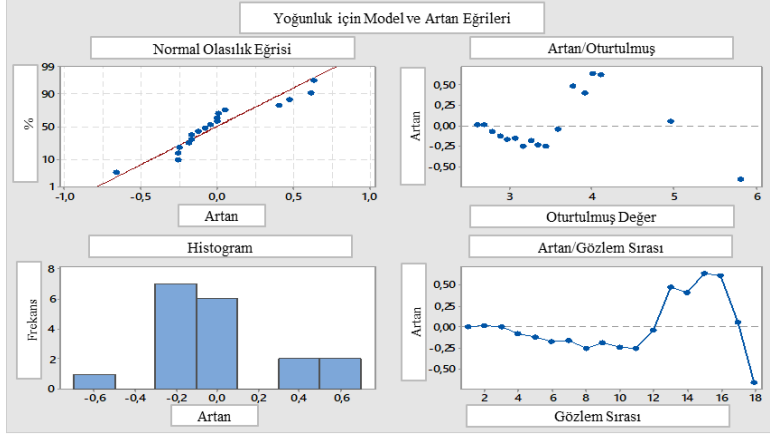 Yoğunluk için Model ve Artan Eğrileri
Normal Olasılık Eğrisi
99
90
50
10
1
%
-1,0 -0,5 0,0 0,5 1,0
Artan
Artan/Oturtulmuş
0,50
0,25
0,00
-0,25
-0,50
Artan
3 4 5 6
Oturtulmuş Değer
Histogram
8
6
4
2
0
Frekans
-0,6 -0,4 -0,2 0,0 0,2 0,4 0,6
Artan
Artan/Gözlem Sırası
0,50
0,25
0,00
-0,25
-0,50
Artan
2 4 6 8 10 12 14 16 18
Gözlem Sırası